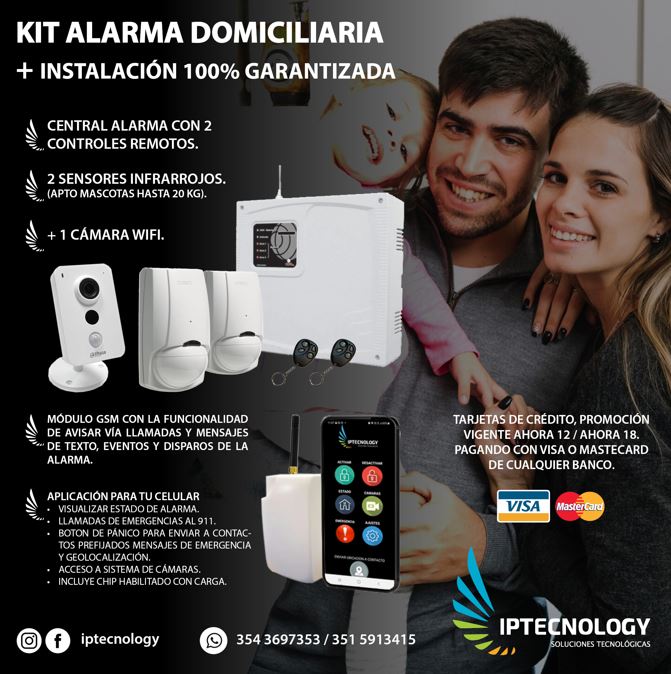 KIT ALARMA DOMICILIARIA
+ INSTALACIÓN 100% GARANTIZADA
CENTRAL ALARMA CON 2
CONTROLES REMOTOS.
2 SENSORES INFRARROJOS.
(APTO MASCOTAS HASTA 20 KG).
+ 1 CÁMARA WIFI.
alhua
MÓDULO GSM CON LA FUNCIONALIDAD
DE AVISAR VÍA LLAMADAS Y MENSAJES
DE TEXTO, EVENTOS Y DISPAROS DE LA
ALARMA.
APLICACIÓN PARA TU CELULAR
• VISUALIZAR ESTADO DE ALARMA.
• LLAMADAS DE EMERGENCIAS AL 911.
• BOTON DE PÁNICO PARA ENVIAR A CONTAC-
TOS PREFIJADOS MENSAJES DE EMERGENCIA
Y GEOLOCALIZACIÓN.
• ACCESO A SISTEMA DE CÁMARAS.
• INCLUYE CHIP HABILITADO CON CARGA.
IPTECNOLOGY
ACTIVAR DESACTIVAR
ESTADO CAMARAS
EMERGENCIA AJUSTES
ENVIAR UBICACION A CONTACTO
TARJETAS DE CRÉDITO, PROMOCIÓN
VIGENTE AHORA 12 / AHORA 18.
PAGANDO CON VISA O MASTECARD
DE CUALQUIER BANCO.
VISA MasterCard
iptecnology 354 3697353 / 351 5913415
IPTECNOLOGY
SOLUCIONES TECNOLÓGICAS